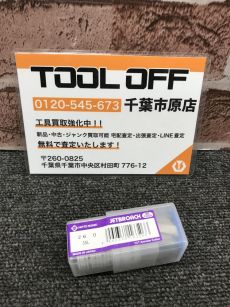 TOOL OFF
0120-545-673 千葉市原店
工具買取強化中!!
新品・中古・ジャンク買取可能 宅配査定・出張査定・LINE査定
無料で査定いたします!
〒260-0825
千葉県千葉市中央区村田町 776-12
JETBROACH